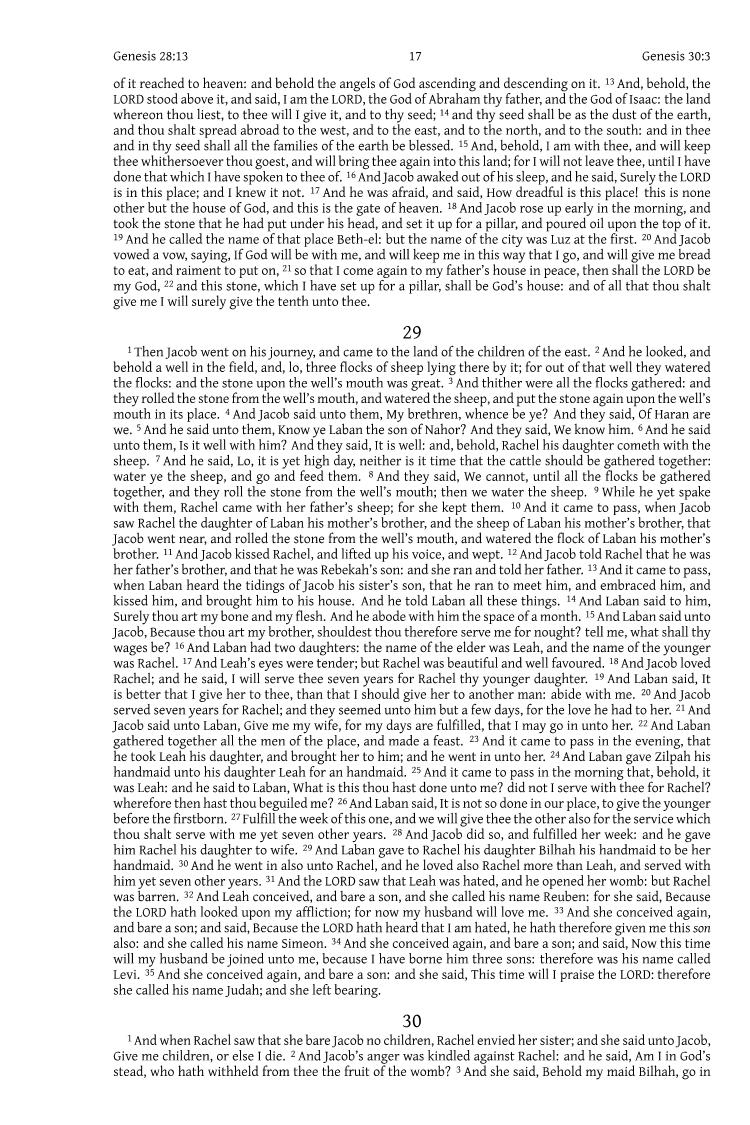 Genesis 28:13 17 Genesis 30:3
of it reached to heaven: and behold the angels of God ascending and descending on it. 13 And, behold, the
LORD stood above it, and said, I am the LORD, the God of Abraham thy father, and the God of Isaac: the land
whereon thou liest, to thee will I give it, and to thy seed; 14 and thy seed shall be as the dust of the earth,
and thou shalt spread abroad to the west, and to the east, and to the north, and to the south: and in thee
and in thy seed shall all the families of the earth be blessed. 15 And, behold, I am with thee, and will keep
thee whithersoever thou goest, and will bring thee again into this land; for I will not leave thee, until I have
done that which I have spoken to thee of. 16 And Jacob awaked out of his sleep, and he said, Surely the LORD
is in this place; and I knew it not. 17 And he was afraid, and said, How dreadful is this place! this is none
other but the house of God, and this is the gate of heaven. 18 And Jacob rose up early in the morning, and
took the stone that he had put under his head, and set it up for a pillar, and poured oil upon the top of it.
19 And he called the name of that place Beth-el: but the name of the city was Luz at the first. 20 And Jacob
vowed a vow, saying, If God will be with me, and will keep me in this way that I go, and will give me bread
to eat, and raiment to put on, 21 so that I come again to my father’s house in peace, then shall the LORD be
my God, 22 and this stone, which I have set up for a pillar, shall be God’s house: and of all that thou shalt
give me I will surely give the tenth unto thee.
29
1 Then Jacob went on his journey, and came to the land of the children of the east. 2 And he looked, and
behold a well in the field, and, lo, three flocks of sheep lying there by it; for out of that well they watered
the flocks: and the stone upon the well’s mouth was great. 3 And thither were all the flocks gathered: and
they rolled the stone from the well’s mouth, and watered the sheep, and put the stone again upon the well’s
mouth in its place. 4 And Jacob said unto them, My brethren, whence be ye? And they said, Of Haran are
we. 5 And he said unto them, Know ye Laban the son of Nahor? And they said, We know him. 6 And he said
unto them, Is it well with him? And they said, It is well: and, behold, Rachel his daughter cometh with the
sheep. 7 And he said, Lo, it is yet high day, neither is it time that the cattle should be gathered together:
water ye the sheep, and go and feed them. 8 And they said, We cannot, until all the flocks be gathered
together, and they roll the stone from the well’s mouth; then we water the sheep. 9 While he yet spake
with them, Rachel came with her father’s sheep; for she kept them. 10 And it came to pass, when Jacob
saw Rachel the daughter of Laban his mother’s brother, and the sheep of Laban his mother’s brother, that
Jacob went near, and rolled the stone from the well’s mouth, and watered the flock of Laban his mother’s
brother. 11 And Jacob kissed Rachel, and lifted up his voice, and wept. 12 And Jacob told Rachel that he was
her father’s brother, and that he was Rebekah’s son: and she ran and told her father. 13 And it came to pass,
when Laban heard the tidings of Jacob his sister’s son, that he ran to meet him, and embraced him, and
kissed him, and brought him to his house. And he told Laban all these things. 14 And Laban said to him,
Surely thou art my bone and my flesh. And he abode with him the space of a month. 15 And Laban said unto
Jacob, Because thou art my brother, shouldest thou therefore serve me for nought? tell me, what shall thy
wages be? 16 And Laban had two daughters: the name of the elder was Leah, and the name of the younger
was Rachel. 17 And Leah’s eyes were tender; but Rachel was beautiful and well favoured. 18 And Jacob loved
Rachel; and he said, I will serve thee seven years for Rachel thy younger daughter. 19 And Laban said, It
is better that I give her to thee, than that I should give her to another man: abide with me. 20 And Jacob
served seven years for Rachel; and they seemed unto him but a few days, for the love he had to her. 21 And
Jacob said unto Laban, Give me my wife, for my days are fulfilled, that I may go in unto her. 22 And Laban
gathered together all the men of the place, and made a feast. 23 And it came to pass in the evening, that
he took Leah his daughter, and brought her to him; and he went in unto her. 24 And Laban gave Zilpah his
handmaid unto his daughter Leah for an handmaid. 25 And it came to pass in the morning that, behold, it
was Leah: and he said to Laban, What is this thou hast done unto me? did not I serve with thee for Rachel?
wherefore then hast thou beguiled me? 26 And Laban said, It is not so done in our place, to give the younger
before the firstborn. 27 Fulfill the week of this one, and we will give thee the other also for the service which
thou shalt serve with me yet seven other years. 28 And Jacob did so, and fulfilled her week: and he gave
him Rachel his daughter to wife. 29 And Laban gave to Rachel his daughter Bilhah his handmaid to be her
handmaid. 30 And he went in also unto Rachel, and he loved also Rachel more than Leah, and served with
him yet seven other years. 31 And the LORD saw that Leah was hated, and he opened her womb: but Rachel
was barren. 32 And Leah conceived, and bare a son, and she called his name Reuben: for she said, Because
the LORD hath looked upon my affliction; for now my husband will love me. 33 And she conceived again,
and bare a son; and said, Because the LORD hath heard that I am hated, he hath therefore given me this son
also: and she called his name Simeon. 34 And she conceived again, and bare a son; and said, Now this time
will my husband be joined unto me, because I have borne him three sons: therefore was his name called
Levi. 35 And she conceived again, and bare a son: and she said, This time will I praise the LORD: therefore
she called his name Judah; and she left bearing.
30
1 And when Rachel saw that she bare Jacob no children, Rachel envied her sister; and she said unto Jacob,
Give me children, or else I die. 2 And Jacob’s anger was kindled against Rachel: and he said, Am I in God’s
stead, who hath withheld from thee the fruit of the womb? 3 And she said, Behold my maid Bilhah, go in